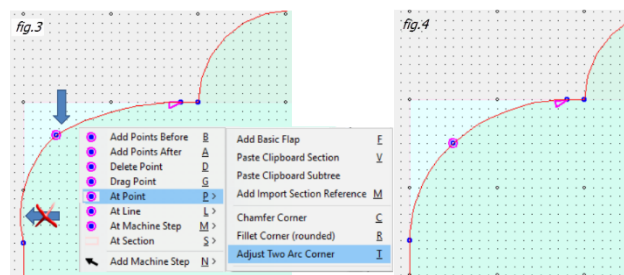 fig.3
fig.4
Add Points Before B
Add Points After A
Delete Point D
Drag Point G
At Point P >
At Line L >
At Machine Step M >
At Section S >
Add Machine Step N >
Add Basic Flap F
Paste Clipboard Section V
Paste Clipboard Subtree
Add Import Section Reference M
Chamfer Corner C
Fillet Corner (rounded) R
Adjust Two Arc Corner T